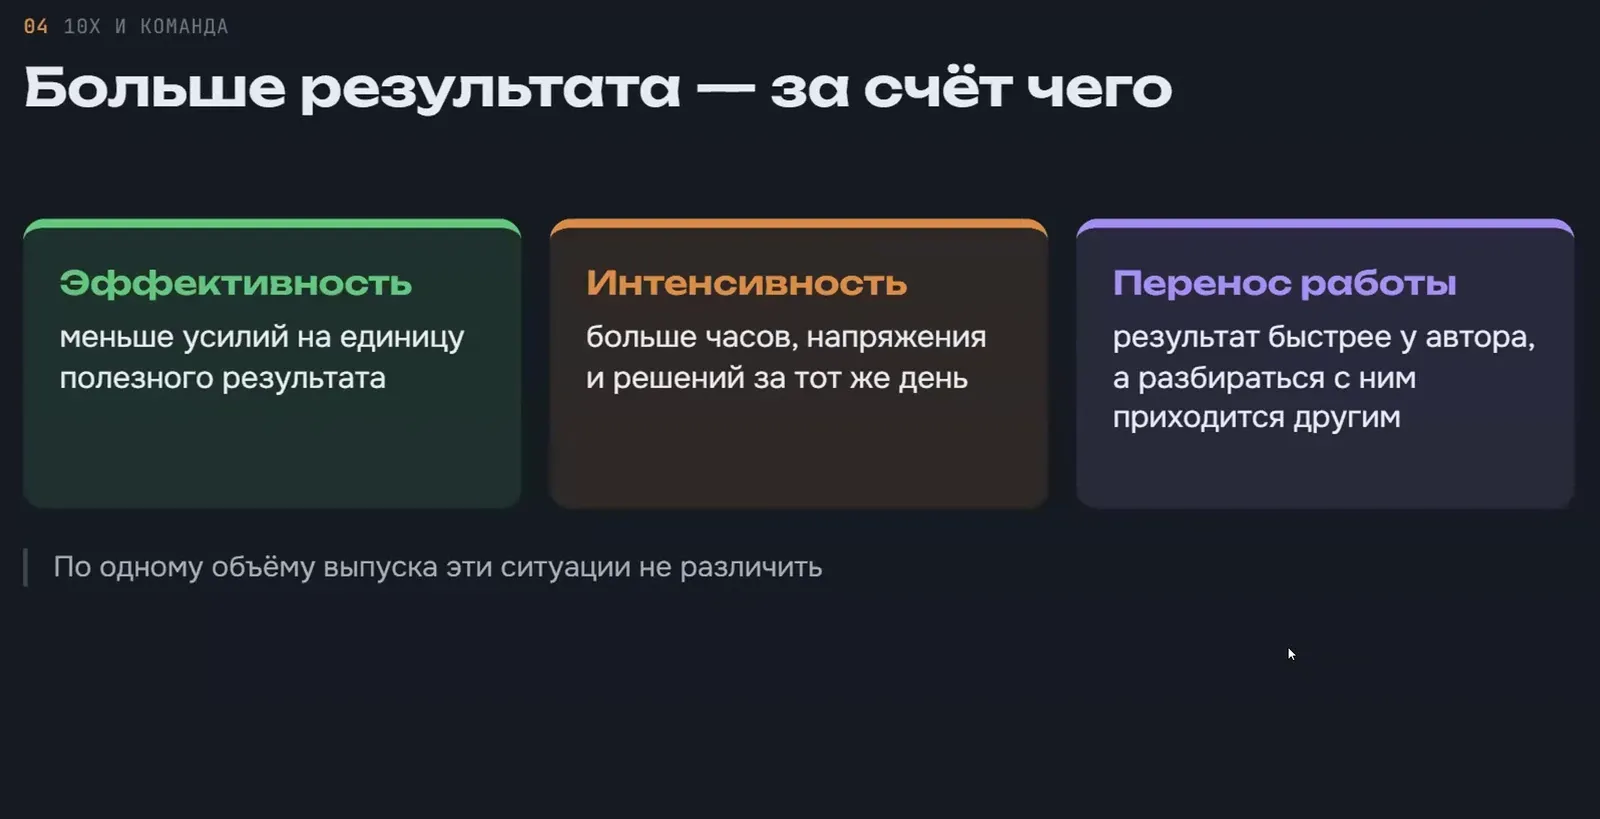 04 10X И КОМАНДА
Больше результата — за счёт чего
Эффективность
меньше усилий на единицу
полезного результата
Интенсивность
больше часов, напряжения
и решений за тот же день
Перенос работы
результат быстрее у автора,
а разбираться с ним
приходится другим
По одному объёму выпуска эти ситуации не различить